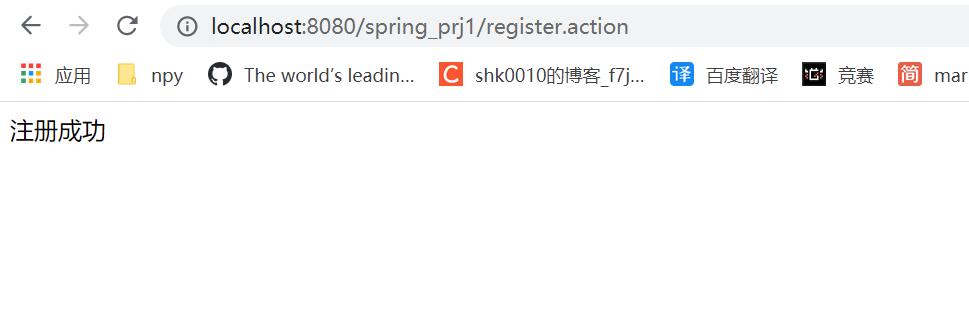 localhost:8080/spring_prj1/register.action
应用 npy The world's leadin... C shk0010的博客_f7j... 译 百度翻译 竞赛 简 mar
注册成功